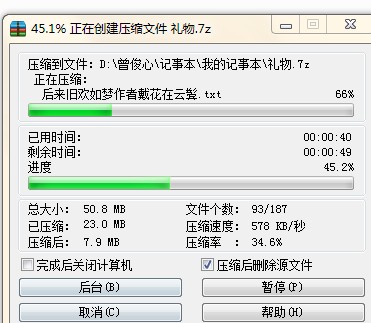 45.1% 正在创建压缩文件 礼物.7z
压缩到文件：D:\曾俊心\记事本\我的记事本\礼物.7z
正在压缩：
后来旧欢如梦作者戴花在云鬓.txt 66%
已用时间： 00:00:40
剩余时间： 00:00:49
进度 45.2%
总大小： 50.8 MB 文件个数： 93/187
已压缩： 23.0 MB 压缩速度： 578 KB/秒
压缩后： 7.9 MB 压缩率 ： 34.6%
完成后关闭计算机 压缩后删除源文件
后台(B) 暂停(P)
取消(C) 帮助(H)